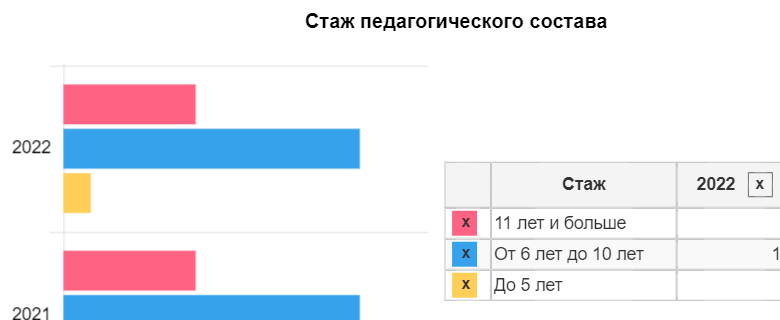 Стаж педагогического состава
2022
Стаж 2022 x
x 11 лет и больше
x От 6 лет до 10 лет 1
x До 5 лет
2021